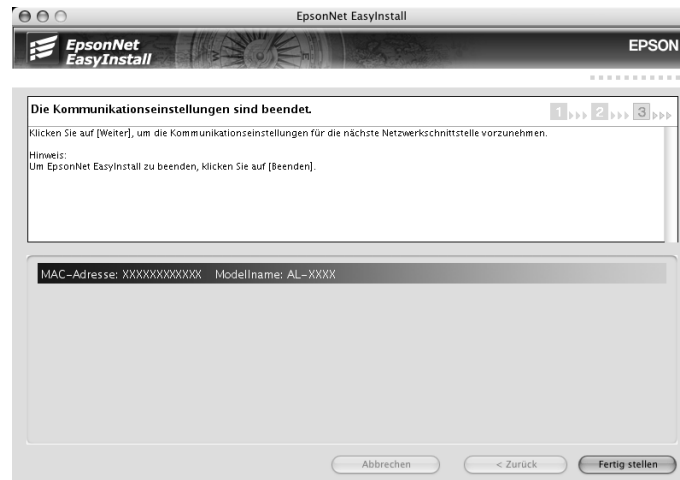 EpsonNet EasyInstall
EpsonNet
EasyInstall
EPSON
Die Kommunikationseinstellungen sind beendet.
1 2 3
Klicken Sie auf [Weiter], um die Kommunikationseinstellungen für die nächste Netzwerkschnittstelle vorzunehmen.
Hinweis:
Um EpsonNet EasyInstall zu beenden, klicken Sie auf [Beenden].
MAC-Adresse: XXXXXXXXXXXX Modellname: AL-XXXX
Abbrechen
< Zurück
Fertig stellen